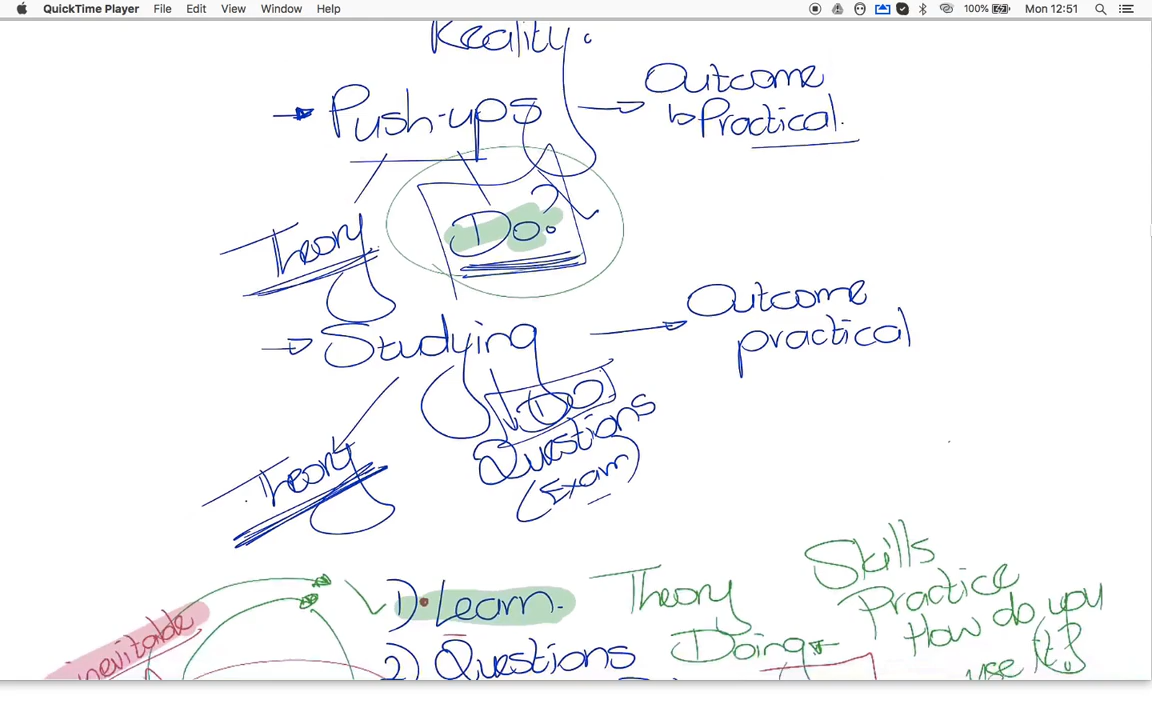 QuickTime Player File Edit View Window Help 100% Mon 12:51
Reality:
→ Push-ups → Outcome
↳ Practical.
Theory Do?
→ Studying → Outcome
practical
Do
Questions
(Exam)
Theory
1) Learn. Theory
2) Questions Doing
Skills
Practice
How do you
use it?
inevitable